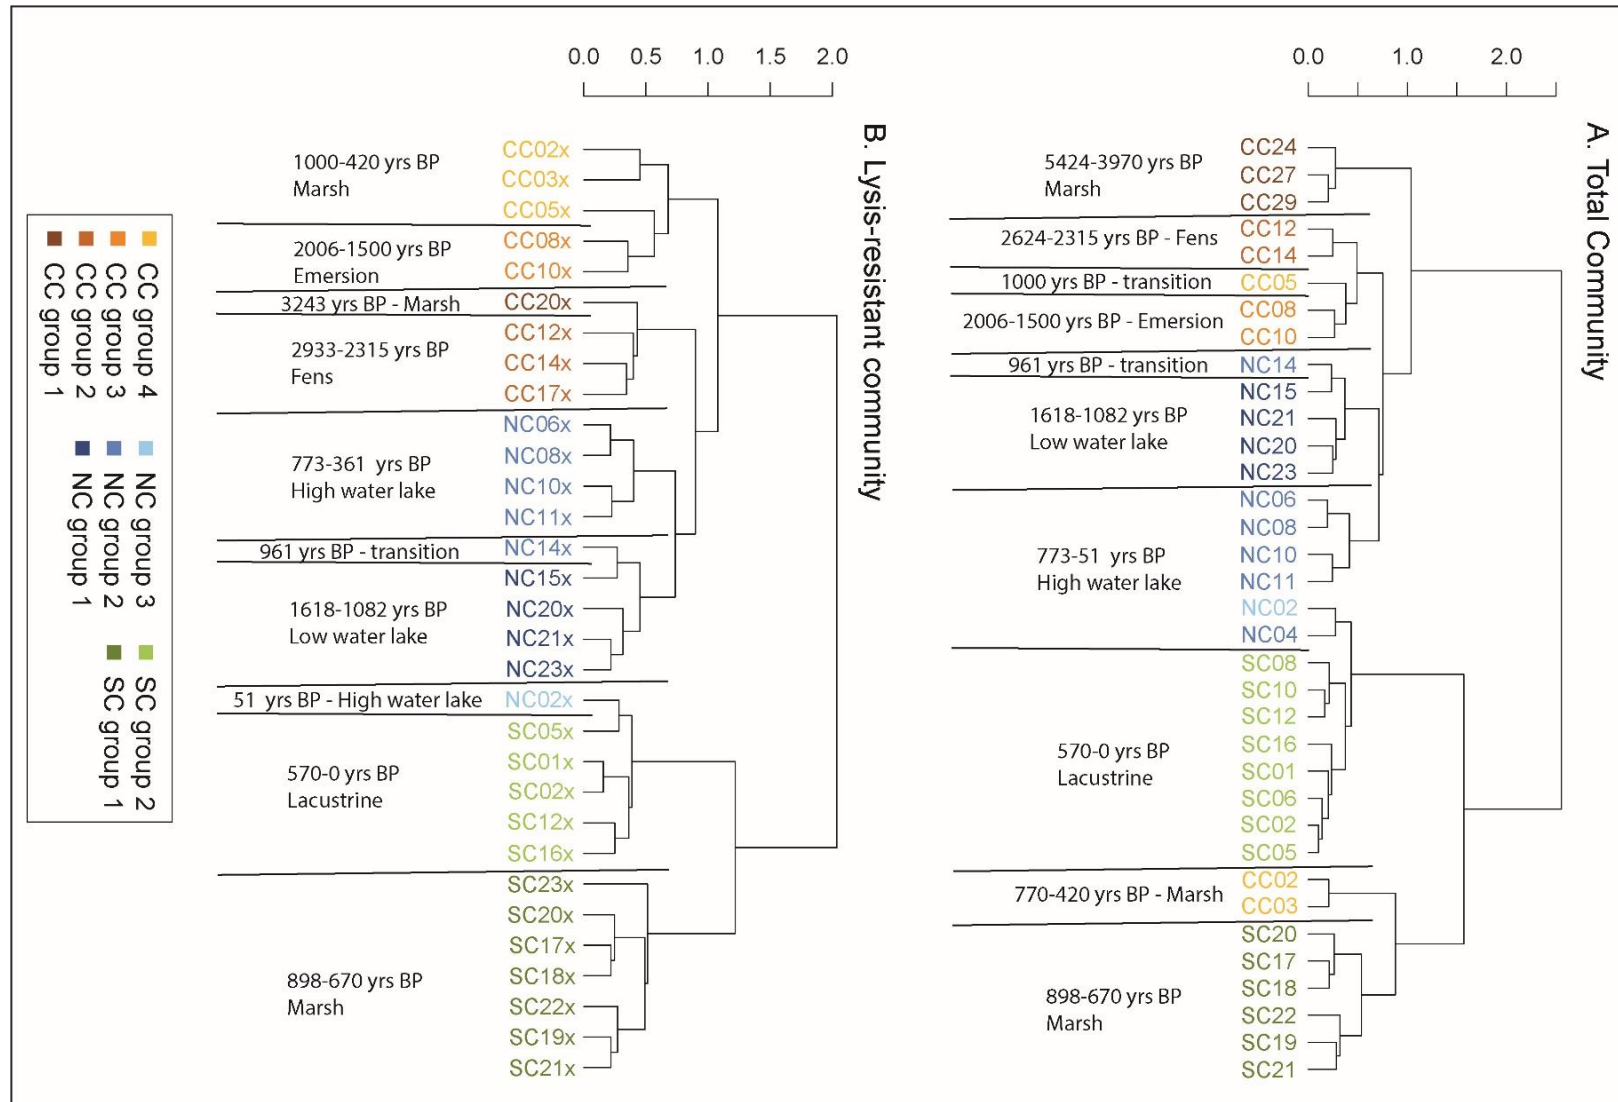 A. Total Community
0.0 1.0 2.0
CC24
CC27
CC29
CC12
CC14
CC05
CC08
CC10
NC14
NC15
NC21
NC20
NC23
NC06
NC08
NC10
NC11
NC02
NC04
SC08
SC10
SC12
SC16
SC01
SC06
SC02
SC05
CC02
CC03
SC20
SC17
SC18
SC22
SC19
SC21
5424-3970 yrs BP
Marsh
2624-2315 yrs BP - Fens
1000 yrs BP - transition
2006-1500 yrs BP - Emersion
961 yrs BP - transition
1618-1082 yrs BP
Low water lake
773-51 yrs BP
High water lake
570-0 yrs BP
Lacustrine
770-420 yrs BP - Marsh
898-670 yrs BP
Marsh
B. Lysis-resistant community
0.0 0.5 1.0 1.5 2.0
CC02x
CC03x
CC05x
CC08x
CC10x
CC20x
CC12x
CC14x
CC17x
NC06x
NC08x
NC10x
NC11x
NC14x
NC15x
NC20x
NC21x
NC23x
NC02x
SC05x
SC01x
SC02x
SC12x
SC16x
SC23x
SC20x
SC17x
SC18x
SC22x
SC19x
SC21x
1000-420 yrs BP
Marsh
2006-1500 yrs BP
Emersion
3243 yrs BP - Marsh
2933-2315 yrs BP
Fens
773-361 yrs BP
High water lake
961 yrs BP - transition
1618-1082 yrs BP
Low water lake
51 yrs BP - High water lake
570-0 yrs BP
Lacustrine
898-670 yrs BP
Marsh
CC group 4
CC group 3
CC group 2
CC group 1
NC group 3
NC group 2
NC group 1
SC group 2
SC group 1